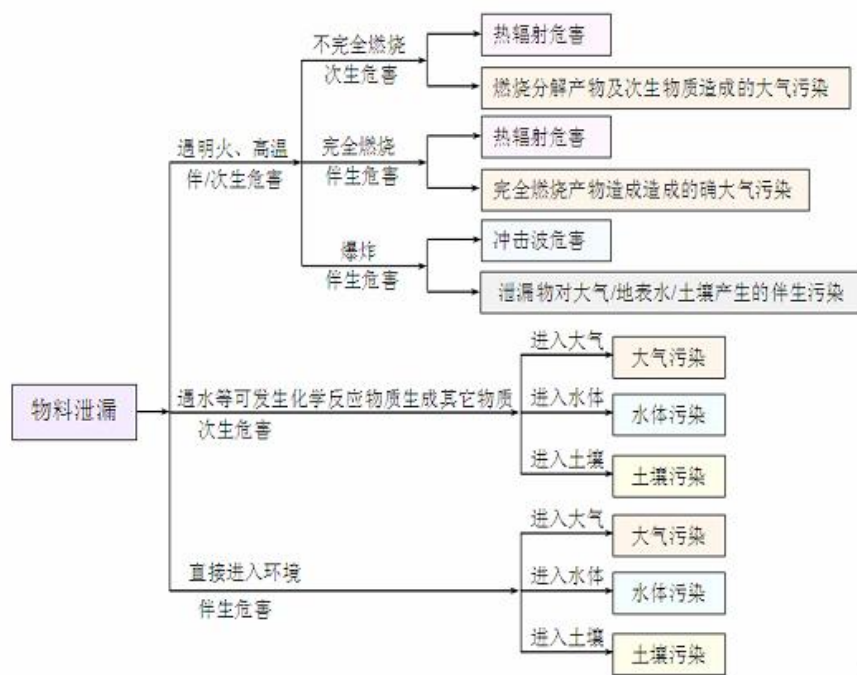 不完全燃烧
次生危害
热辐射危害
燃烧分解产物及次生物质造成的大气污染
遇明火、高温
伴/次生危害
完全燃烧
伴生危害
热辐射危害
完全燃烧产物造成造成的确大气污染
爆炸
伴生危害
冲击波危害
泄漏物对大气/地表水/土壤产生的伴生污染
物料泄漏
遇水等可发生化学反应物质生成其它物质
次生危害
进入大气
大气污染
进入水体
水体污染
进入土壤
土壤污染
直接进入环境
伴生危害
进入大气
大气污染
进入水体
水体污染
进入土壤
土壤污染